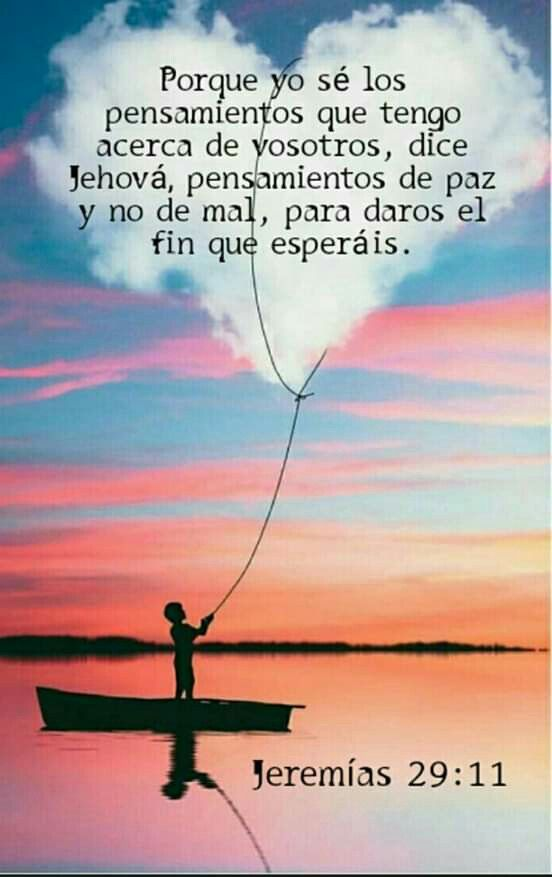 Porque yo sé los
pensamientos que tengo
acerca de vosotros, dice
Jehová, pensamientos de paz
y no de mal, para daros el
fin que esperáis.
Jeremías 29:11